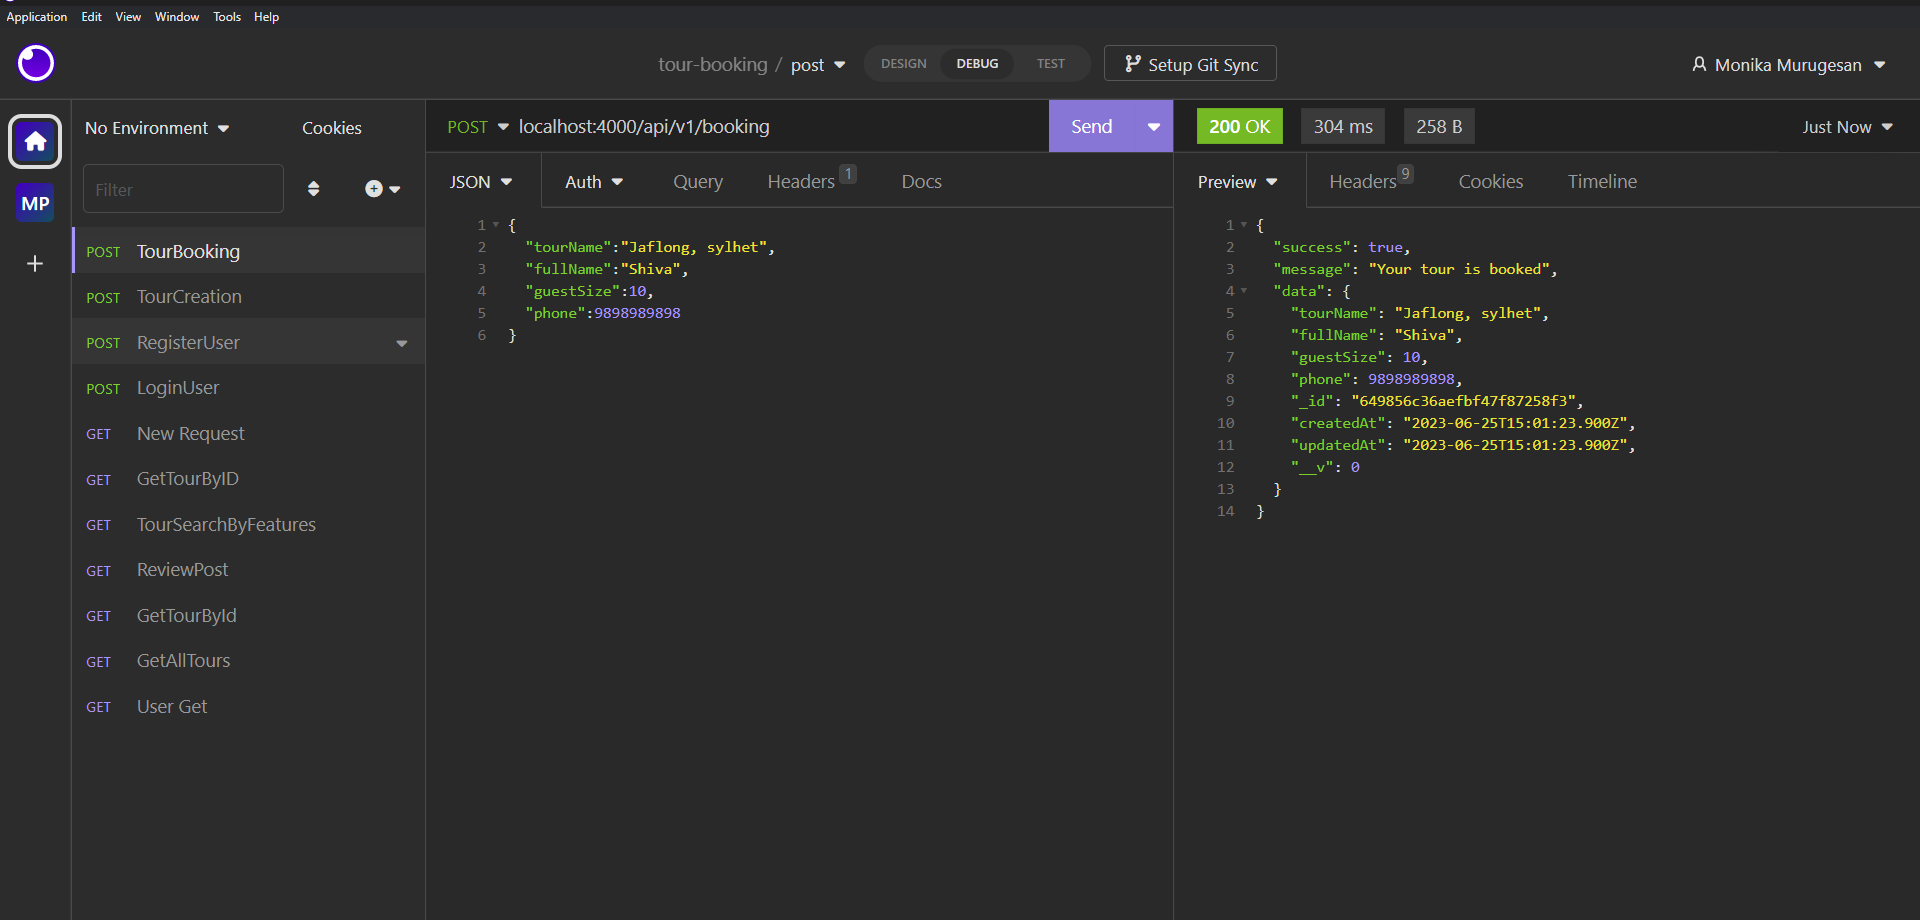 Application Edit View Window Tools Help
tour-booking / post DESIGN DEBUG TEST Setup Git Sync Monika Murugesan
No Environment Cookies
Filter
MP
POST TourBooking
POST TourCreation
POST RegisterUser
POST LoginUser
GET New Request
GET GetTourByID
GET TourSearchByFeatures
GET ReviewPost
GET GetTourById
GET GetAllTours
GET User Get
POST localhost:4000/api/v1/booking Send
JSON Auth Query Headers 1 Docs
1 {
2 "tourName":"Jaflong, sylhet",
3 "fullName":"Shiva",
4 "guestSize":10,
5 "phone":9898989898
6 }
200 OK 304 ms 258 B Just Now
Preview Headers 9 Cookies Timeline
1 {
2 "success": true,
3 "message": "Your tour is booked",
4 "data": {
5 "tourName": "Jaflong, sylhet",
6 "fullName": "Shiva",
7 "guestSize": 10,
8 "phone": 9898989898,
9 "_id": "649856c36aefbf47f87258f3",
10 "createdAt": "2023-06-25T15:01:23.900Z",
11 "updatedAt": "2023-06-25T15:01:23.900Z",
12 "__v": 0
13 }
14 }